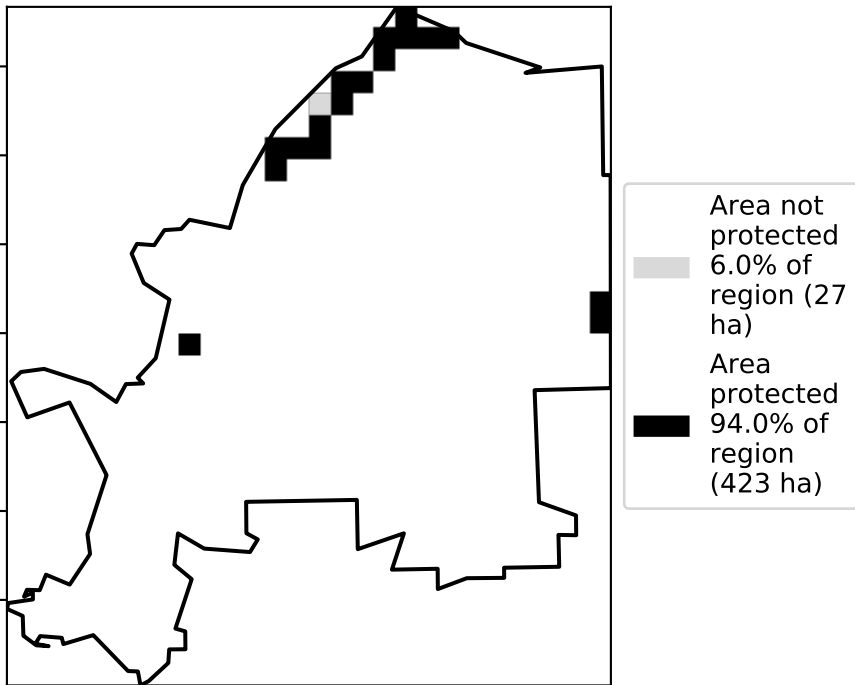 Area not
protected
6.0% of
region (27
ha)
Area
protected
94.0% of
region
(423 ha)